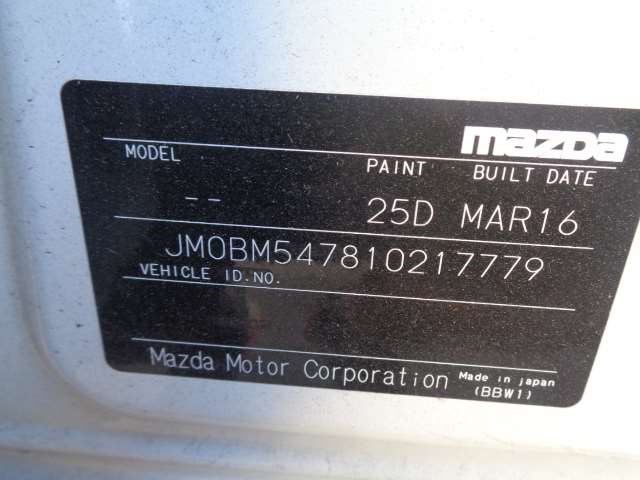 mazda
MODEL PAINT BUILT DATE
-- 25D MAR16
JM0BM547810217779
VEHICLE ID.NO.
Mazda Motor Corporation Made in japan
(BBW1)